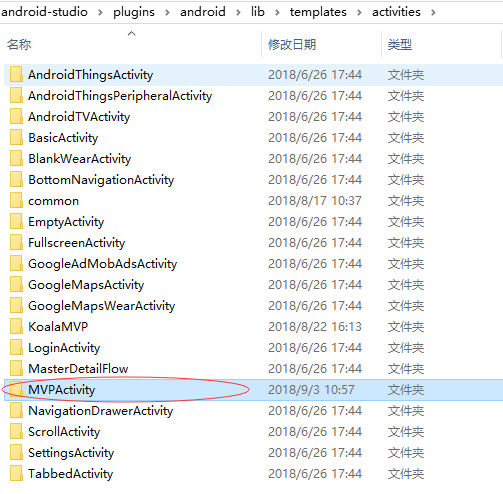 android-studio > plugins > android > lib > templates > activities >
名称 修改日期 类型
AndroidThingsActivity 2018/6/26 17:44 文件夹
AndroidThingsPeripheralActivity 2018/6/26 17:44 文件夹
AndroidTVActivity 2018/6/26 17:44 文件夹
BasicActivity 2018/6/26 17:44 文件夹
BlankWearActivity 2018/6/26 17:44 文件夹
BottomNavigationActivity 2018/6/26 17:44 文件夹
common 2018/8/17 10:37 文件夹
EmptyActivity 2018/6/26 17:44 文件夹
FullscreenActivity 2018/6/26 17:44 文件夹
GoogleAdMobAdsActivity 2018/6/26 17:44 文件夹
GoogleMapsActivity 2018/6/26 17:44 文件夹
GoogleMapsWearActivity 2018/6/26 17:44 文件夹
KoalaMVP 2018/8/22 16:13 文件夹
LoginActivity 2018/6/26 17:44 文件夹
MasterDetailFlow 2018/6/26 17:44 文件夹
MVPActivity 2018/9/3 10:57 文件夹
NavigationDrawerActivity 2018/6/26 17:44 文件夹
ScrollActivity 2018/6/26 17:44 文件夹
SettingsActivity 2018/6/26 17:44 文件夹
TabbedActivity 2018/6/26 17:44 文件夹